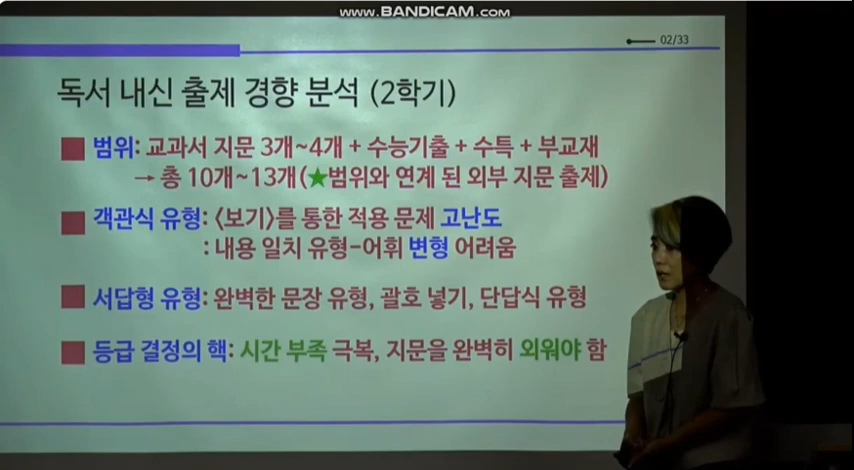 WWW.BANDICAM.COM
02/33
독서 내신 출제 경향 분석 (2학기)
■ 범위: 교과서 지문 3개~4개 + 수능기출 + 수특 + 부교재
→ 총 10개~13개(★범위와 연계 된 외부 지문 출제)
■ 객관식 유형: 〈보기〉를 통한 적용 문제 고난도
: 내용 일치 유형-어휘 변형 어려움
■ 서답형 유형: 완벽한 문장 유형, 괄호 넣기, 단답식 유형
■ 등급 결정의 핵: 시간 부족 극복, 지문을 완벽히 외워야 함